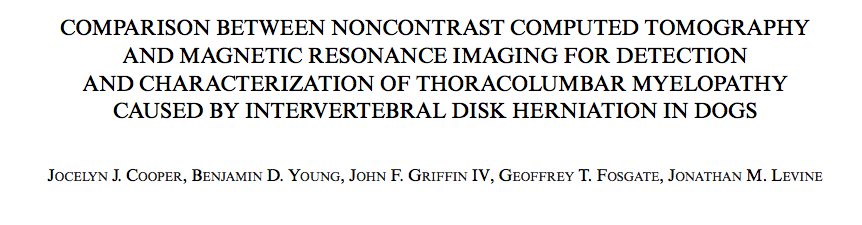 COMPARISON BETWEEN NONCONTRAST COMPUTED TOMOGRAPHY
AND MAGNETIC RESONANCE IMAGING FOR DETECTION
AND CHARACTERIZATION OF THORACOLUMBAR MYELOPATHY
CAUSED BY INTERVERTEBRAL DISK HERNIATION IN DOGS
JOCELYN J. COOPER, BENJAMIN D. YOUNG, JOHN F. GRIFFIN IV, GEOFFREY T. FOSGATE, JONATHAN M. LEVINE